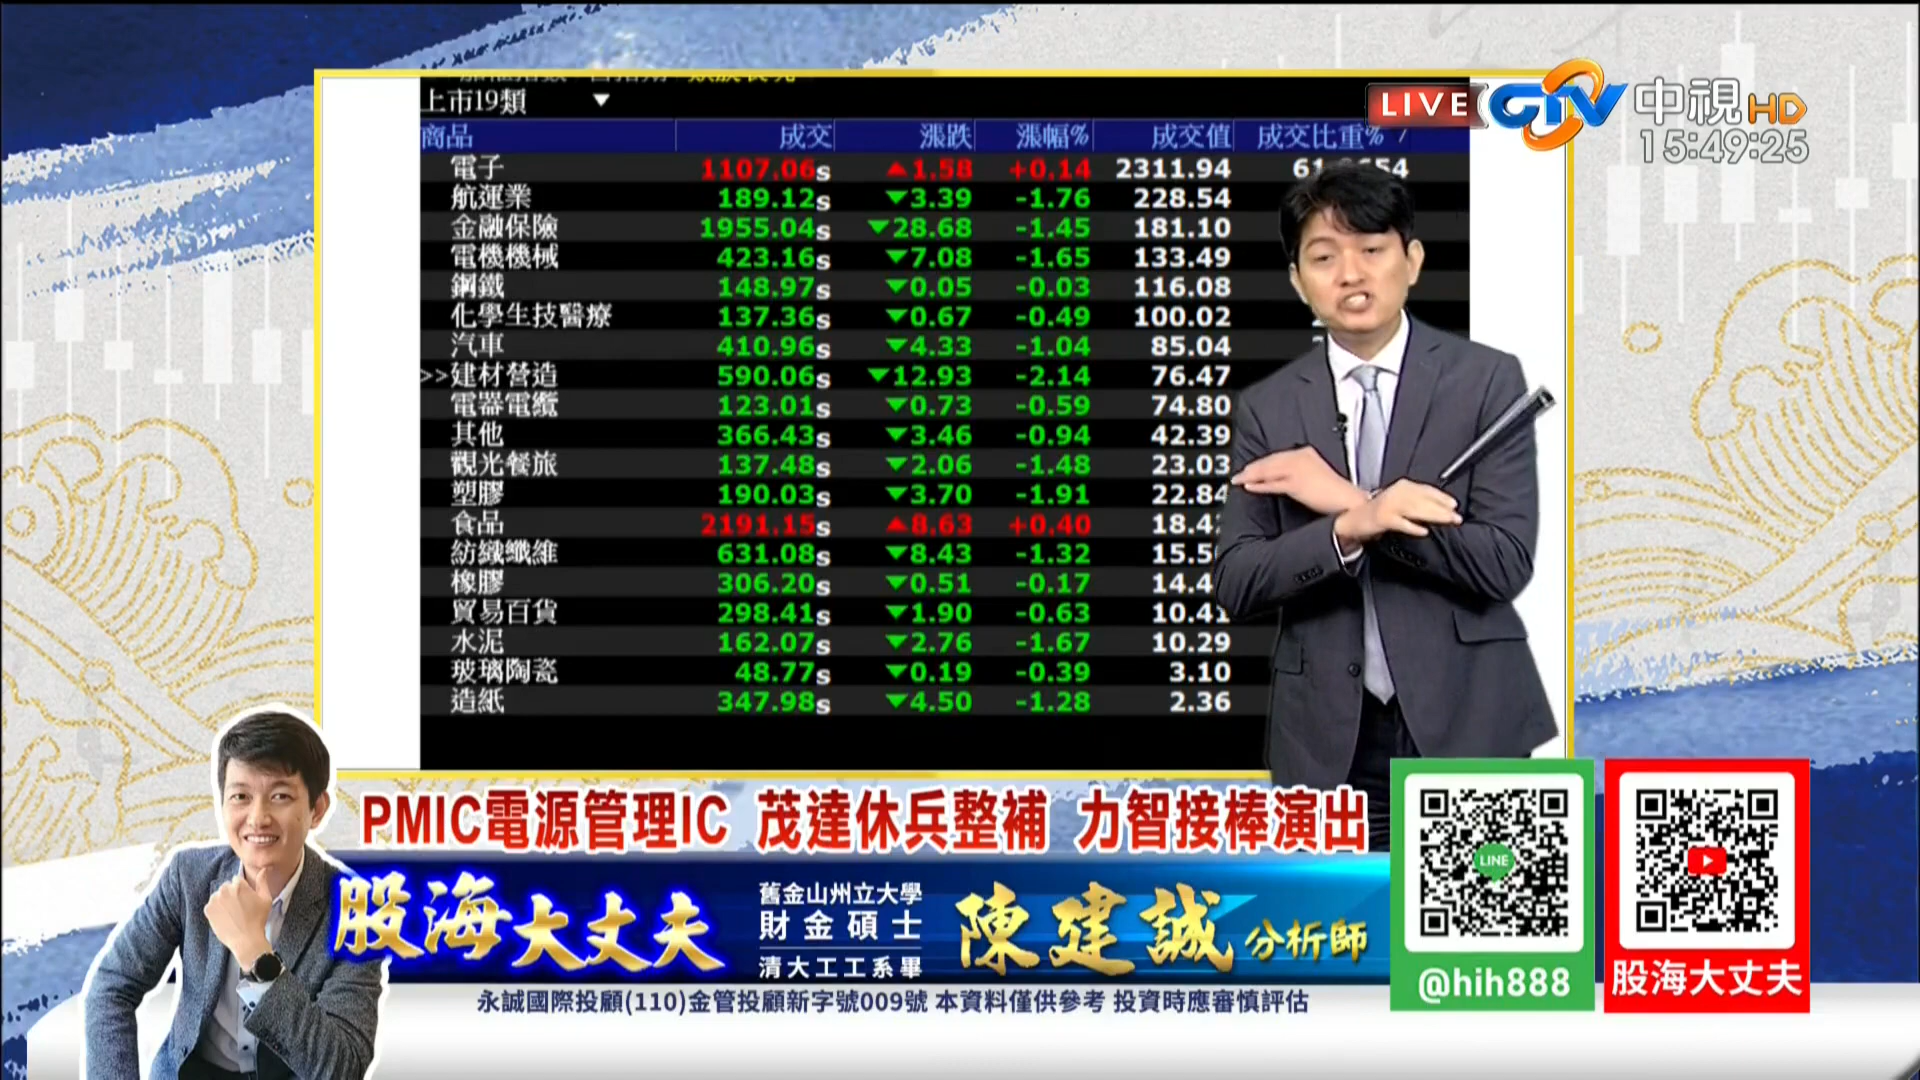 上市19類 ▼
LIVE CTV 中視 HD
15:49:25
商品 成交 漲跌 漲幅% 成交值 成交比重%
電子 1107.06s ▲1.58 +0.14 2311.94
航運業 189.12s ▼3.39 -1.76 228.54
金融保險 1955.04s ▼28.68 -1.45 181.10
電機機械 423.16s ▼7.08 -1.65 133.49
鋼鐵 148.97s ▼0.05 -0.03 116.08
化學生技醫療 137.36s ▼0.67 -0.49 100.02
汽車 410.96s ▼4.33 -1.04 85.04
>>建材營造 590.06s ▼12.93 -2.14 76.47
電器電纜 123.01s ▼0.73 -0.59 74.80
其他 366.43s ▼3.46 -0.94 42.39
觀光餐旅 137.48s ▼2.06 -1.48 23.03
塑膠 190.03s ▼3.70 -1.91 22.84
食品 2191.15s ▲8.63 +0.40 18.4
紡織纖維 631.08s ▼8.43 -1.32 15.5
橡膠 306.20s ▼0.51 -0.17 14.4
貿易百貨 298.41s ▼1.90 -0.63 10.41
水泥 162.07s ▼2.76 -1.67 10.29
玻璃陶瓷 48.77s ▼0.19 -0.39 3.10
造紙 347.98s ▼4.50 -1.28 2.36
PMIC電源管理IC 茂達休兵整補 力智接棒演出
股海大丈夫
舊金山州立大學
財金碩士
清大工工系畢
陳建誠 分析師
LINE
@hih888
股海大丈夫
永誠國際投顧(110)金管投顧新字號009號 本資料僅供參考 投資時應審慎評估